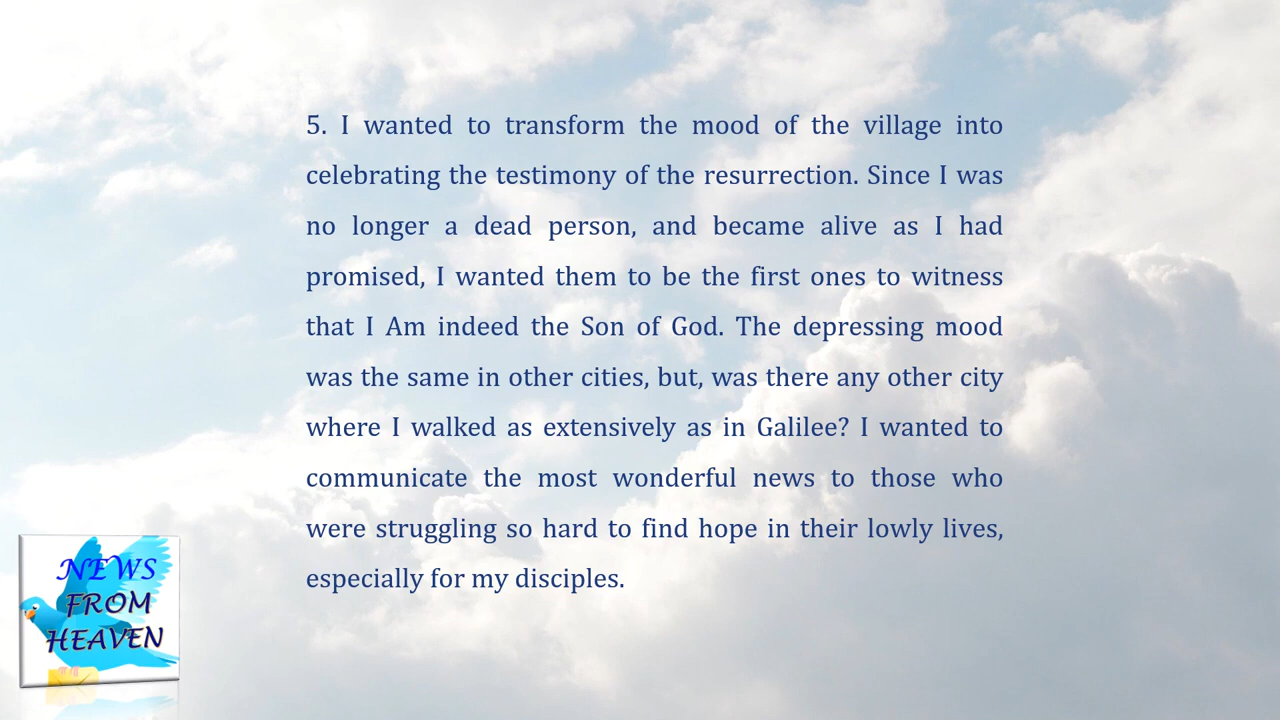 5. I wanted to transform the mood of the village into
celebrating the testimony of the resurrection. Since I was
no longer a dead person, and became alive as I had
promised, I wanted them to be the first ones to witness
that I Am indeed the Son of God. The depressing mood
was the same in other cities, but, was there any other city
where I walked as extensively as in Galilee? I wanted to
communicate the most wonderful news to those who
were struggling so hard to find hope in their lowly lives,
especially for my disciples.
NEWS
FROM
HEAVEN